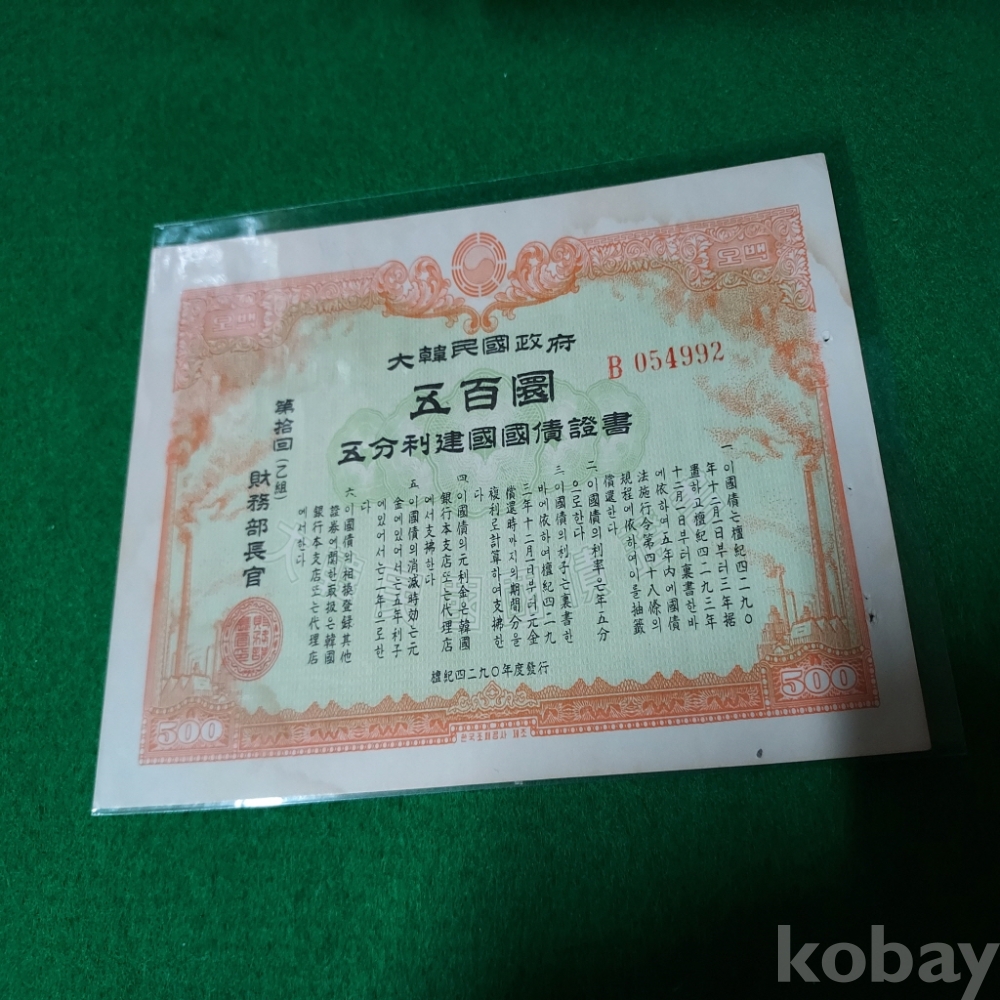 오백
오백
大韓民國政府
B 054992
五百圜
五分利建國國債證書
第拾回(乙組)
財務部長官
一、이國債는檀紀四二九〇
年十二月一日부터三年据
置하고檀紀四二九三年
十二月一日부터裏書한바
에依하여五年內에國債
法施行令第四十八條의
規程에依하여이를抽籤
償還한다
二、이國債의利率은年五分
으로한다
三、이國債의利子는裏書한
바에依하여檀紀四二九
三年十二月一日부터元金
償還時까지의期間分을
複利로計算하여支拂한
다
四、이國債의元利金은韓國
銀行本支店또는代理店
에서支拂한다
五、이國債의消滅時効는元
金에있어서는五年利子
에있어서는二年으로한
다
六、이國債의相換登錄其他
證券에關한取扱은韓國
銀行本支店또는代理店
에서한다
檀紀四二九〇年度發行
500
500
한국조폐공사 제조
kobay